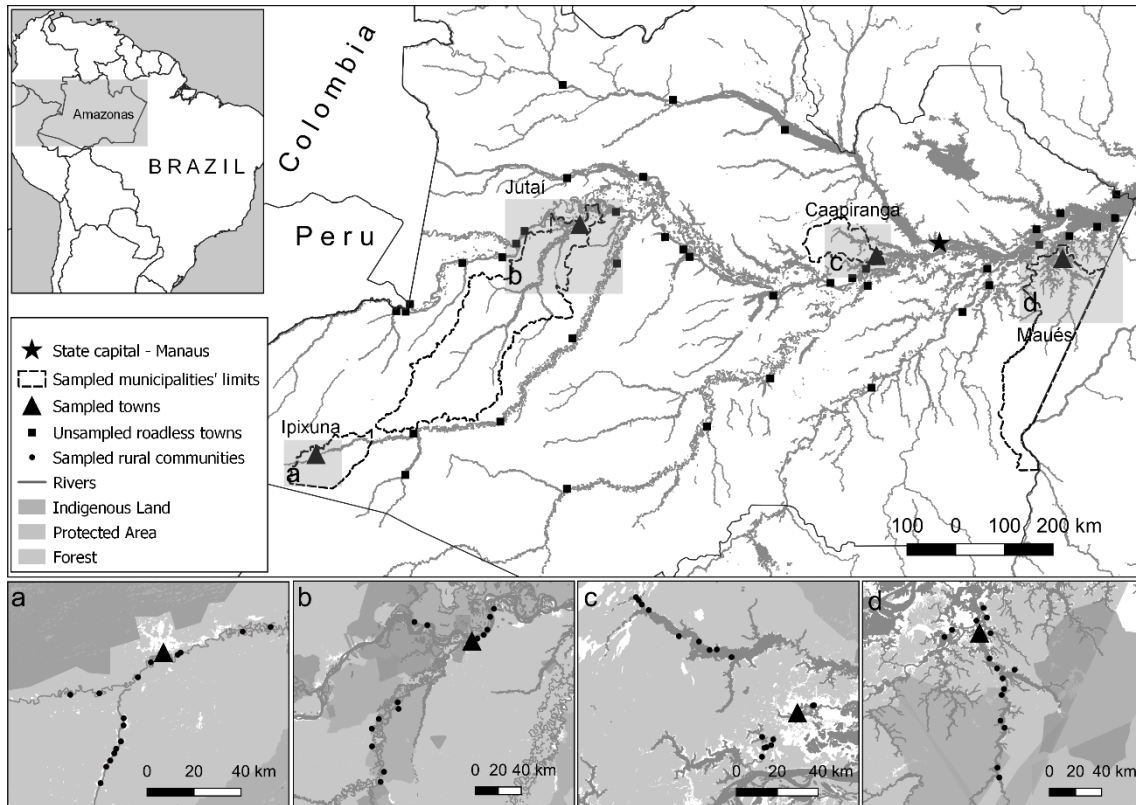 Amazonas
BRAZIL
Colombia
Peru
Jutaí
b
Caapiranga
c
d
Maués
Ipixuna
a
State capital - Manaus
Sampled municipalities' limits
Sampled towns
Unsampled roadless towns
Sampled rural communities
Rivers
Indigenous Land
Protected Area
Forest
100 0 100 200 km
a
0 20 40 km
b
0 20 40 km
c
0 20 40 km
d
0 20 40 km